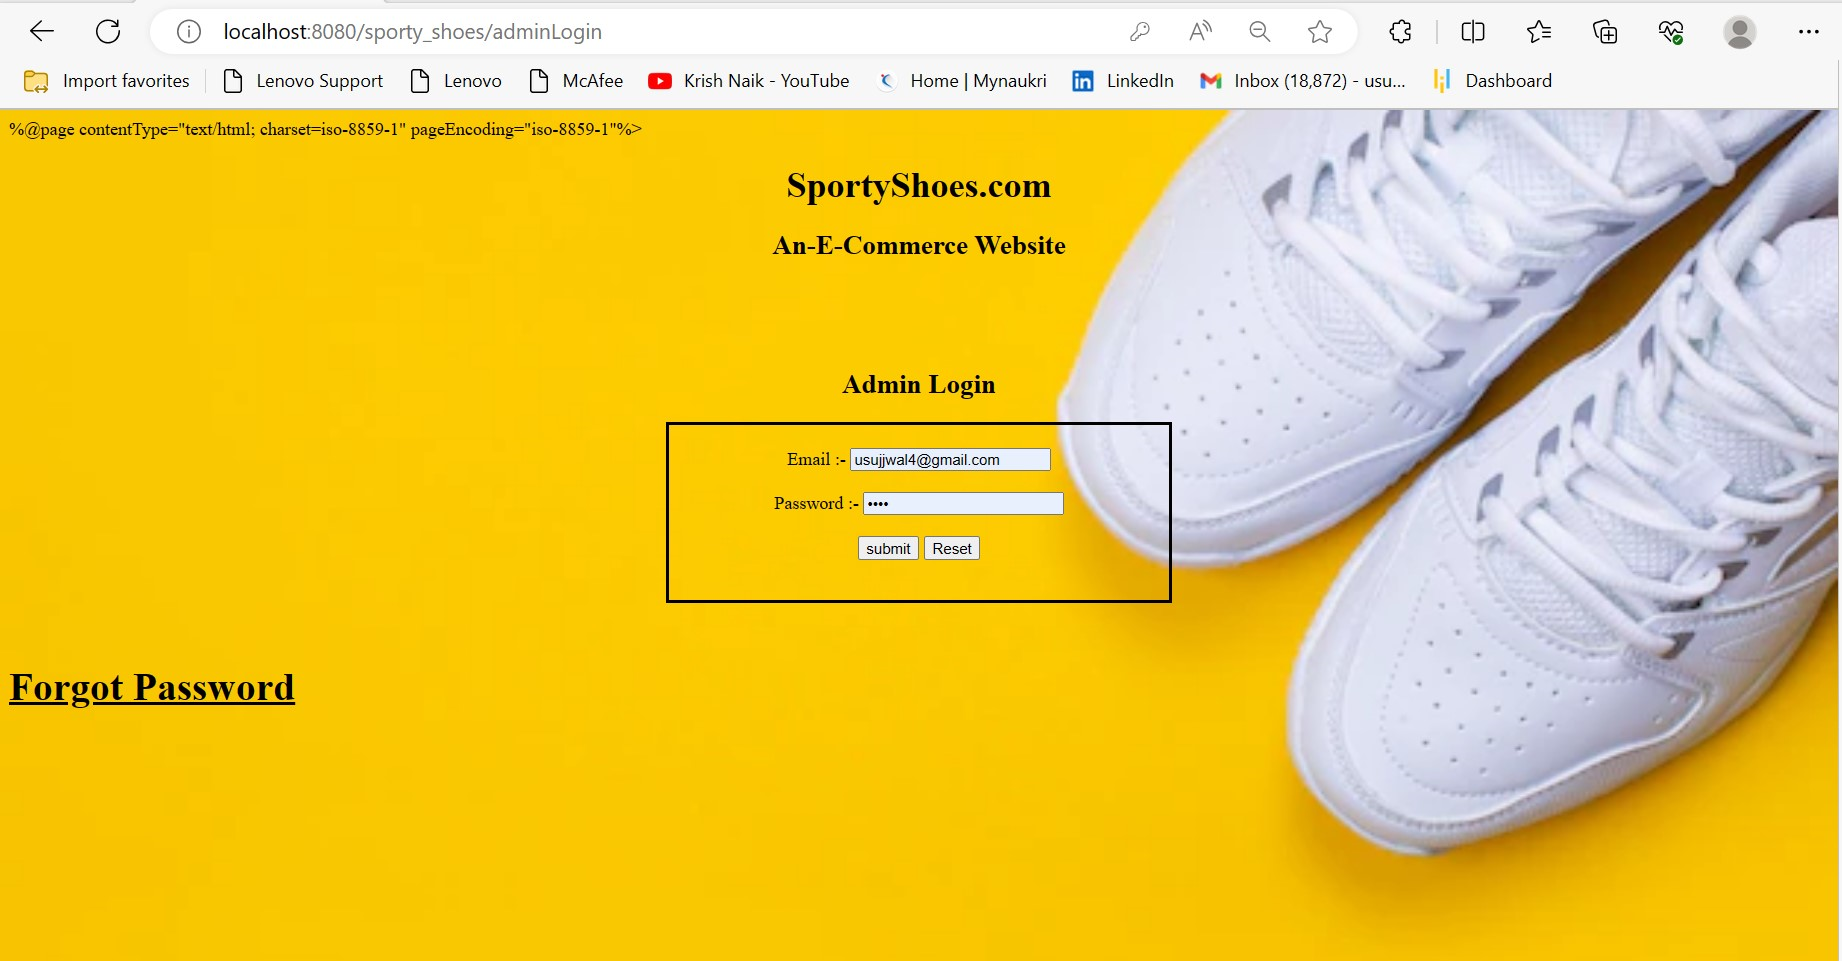 localhost:8080/sporty_shoes/adminLogin
Import favorites Lenovo Support Lenovo McAfee Krish Naik - YouTube Home | Mynaukri LinkedIn Inbox (18,872) - usu... Dashboard
%@page contentType="text/html; charset=iso-8859-1" pageEncoding="iso-8859-1"%>
SportyShoes.com
An-E-Commerce Website
Admin Login
Email :- usujjwal4@gmail.com
Password :- ••••
submit Reset
Forgot Password